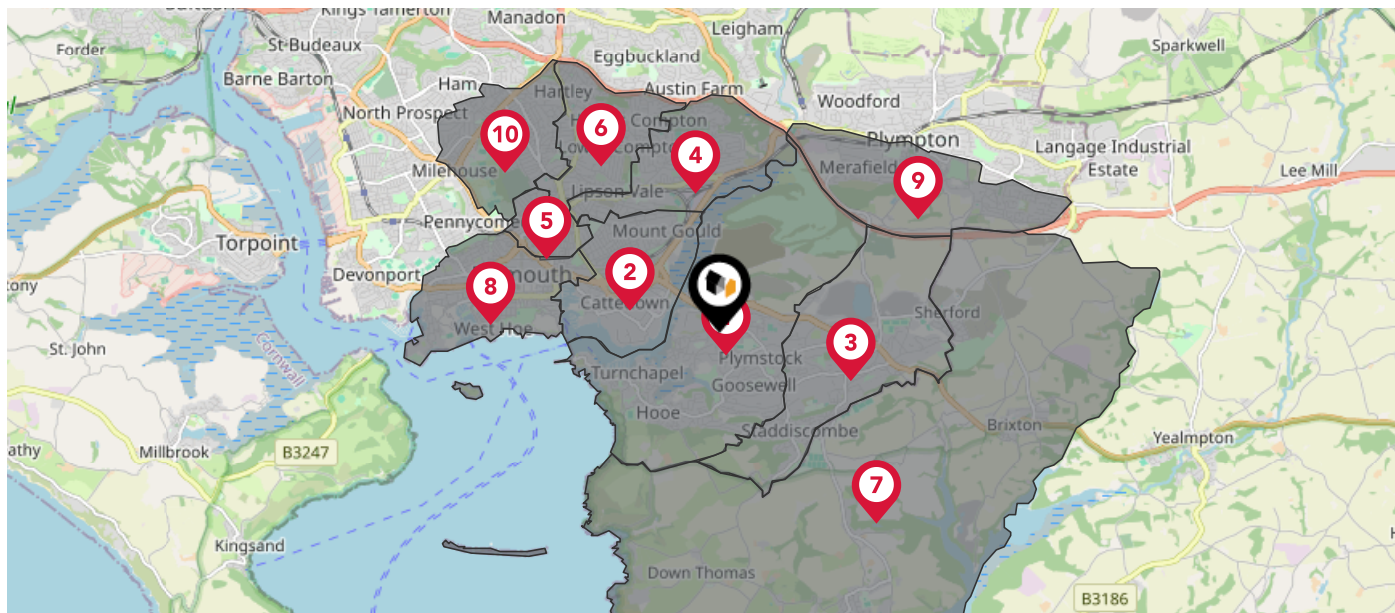 Kings Tamerton
Manadon
Leigham
Forder
St Budeaux
Eggbuckland
Sparkwell
Barne Barton
Ham
Hartley
Austin Farm
Woodford
North Prospect
10
6
Compton
4
Plympton
Langage Industrial
Estate
Lee Mill
Milehouse
Merafield
9
Lipson Vale
Pennycome
5
Mount Gould
Torpoint
Devonport
8
mouth
2
Cattedown
Sherford
West Hoe
St. John
3
Plymstock
Turnchapel
Goosewell
Hooe
Staddiscombe
Brixton
Yealmpton
Millbrook
B3247
Cornwall
7
Kingsand
Down Thomas
B3186